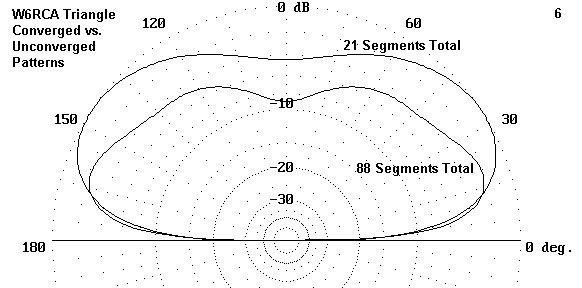 W6RCA Triangle
Converged vs.
Unconverged
Patterns
0 dB
6
120
60
21 Segments Total
-10
150
30
88 Segments Total
-20
-30
180
0 deg.